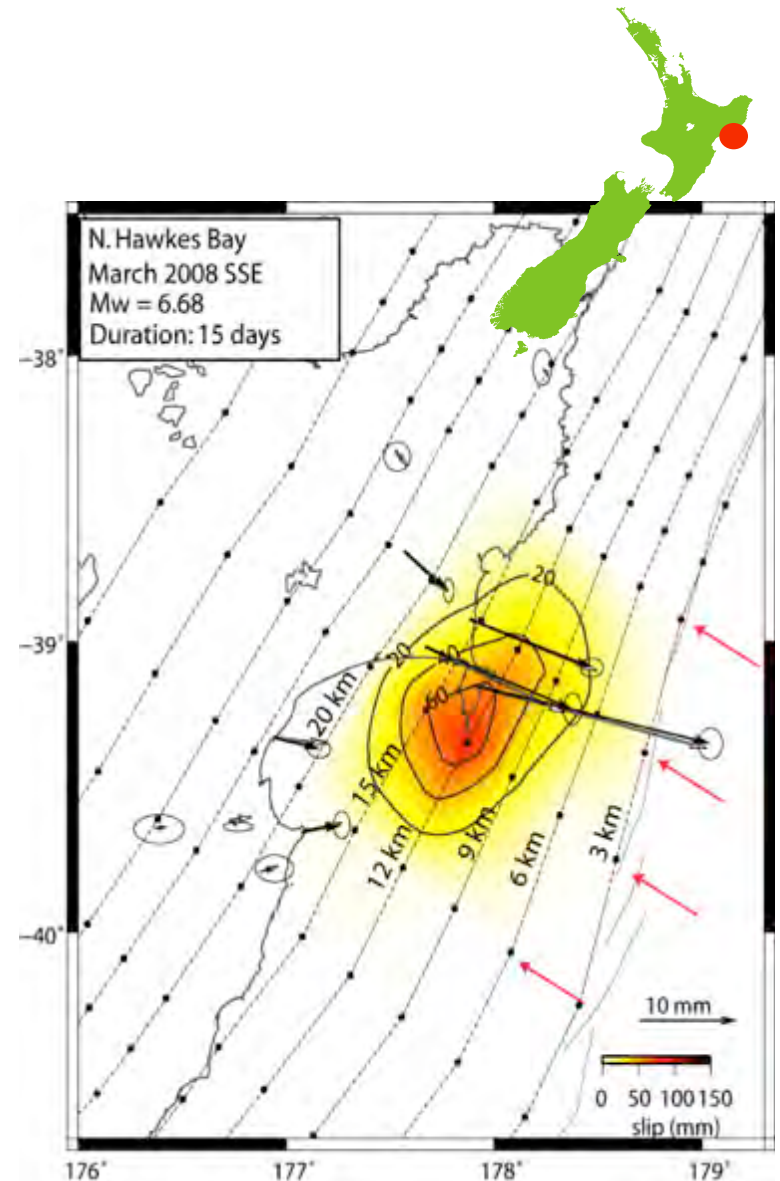 N. Hawkes Bay
March 2008 SSE
Mw = 6.68
Duration: 15 days
−38˚
20
−39˚
20
60
20 km
15 km
12 km
9 km
6 km
3 km
−40˚
10 mm
0 50 100 150
slip (mm)
176˚ 177˚ 178˚ 179˚